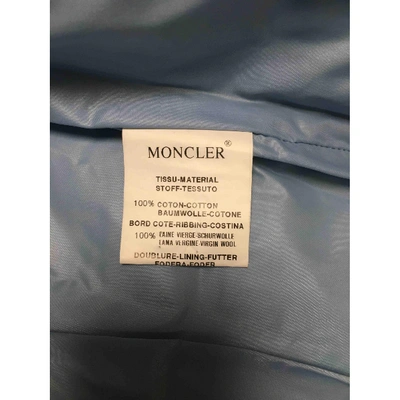 MONCLER®
TISSU-MATERIAL
STOFF-TESSUTO
100% COTON-COTTON
BAUMWOLLE-COTONE
BORD COTE-RIBBING-COSTINA
100% LAINE VIERGE-SCHURWOLLE
LANA VERGINE-VIRGIN WOOL
DOUBLURE-LINING-FUTTER
FODERA-FODER